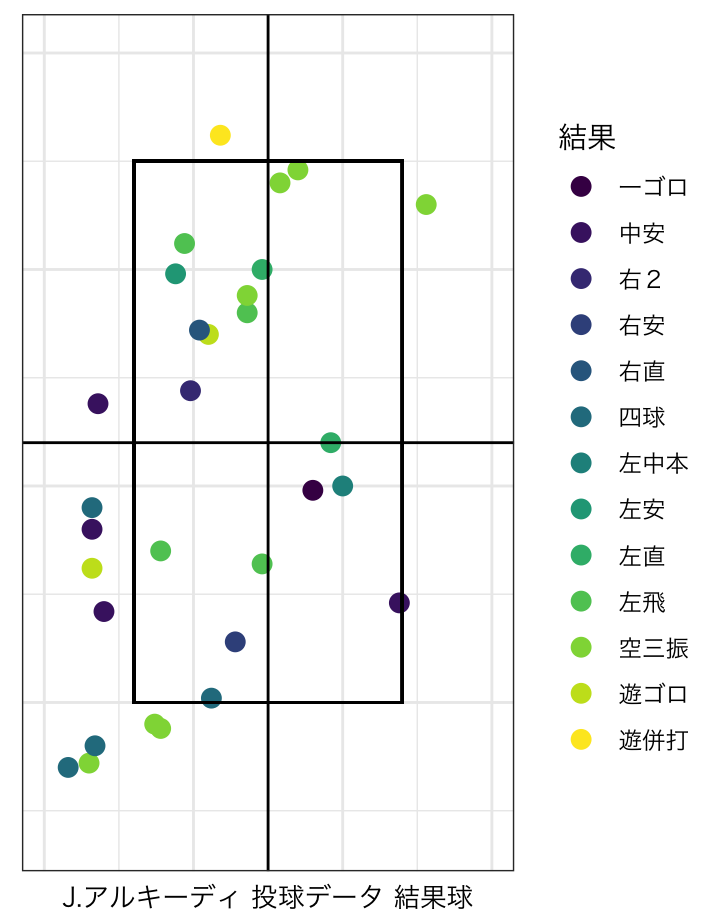 結果
一ゴロ
中安
右２
右安
右直
四球
左中本
左安
左直
左飛
空三振
遊ゴロ
遊併打
J.アルキーディ 投球データ 結果球